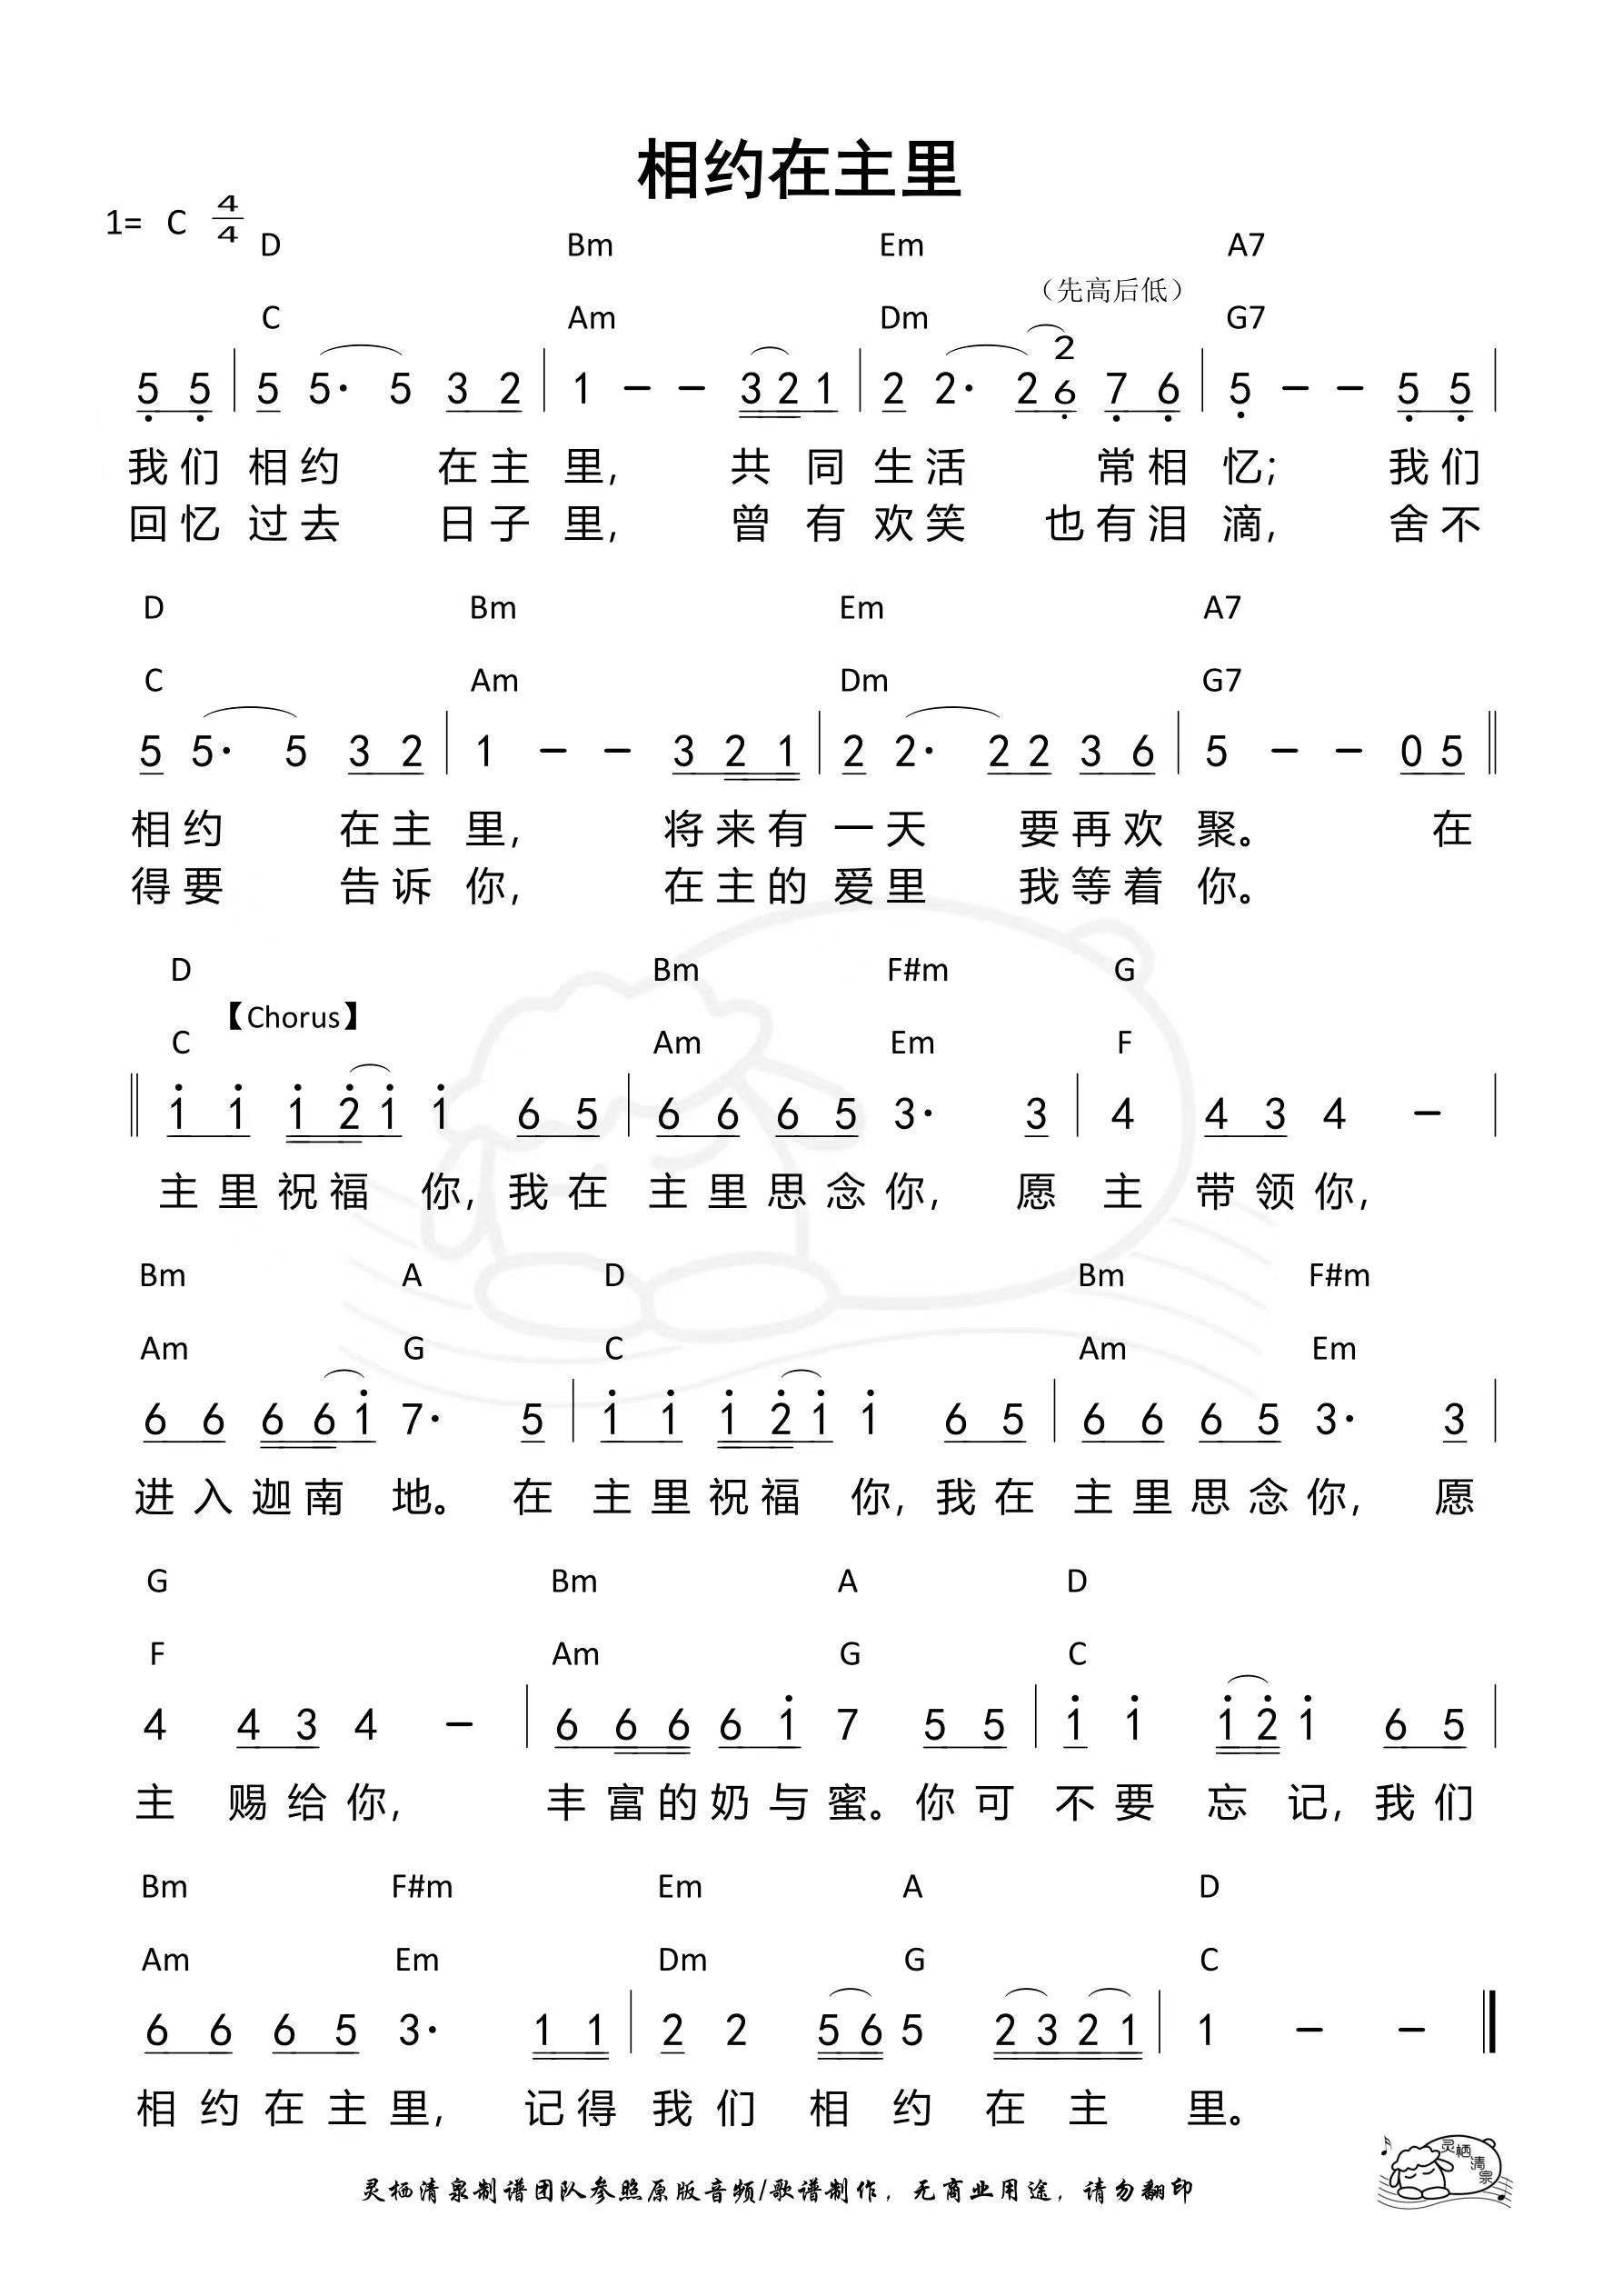 相约在主里
1= C 4/4
D Bm Em A7
（先高后低）
C Am Dm G7
5 5 | 5 5· 5 3 2 | 1 – – 3 2 1 | 2 2· 2 2 6 7 6 | 5 – – 5 5 |
我们 相约 在主 里, 共 同 生活 常相 忆; 我们
回忆 过去 日子 里, 曾 有 欢笑 也有泪 滴, 舍不
D Bm Em A7
C Am Dm G7
5 5· 5 3 2 | 1 – – 3 2 1 | 2 2· 2 2 3 6 | 5 – – 0 5 ‖
相约 在主 里, 将来有 一天 要再欢 聚。 在
得要 告诉 你, 在主的 爱里 我等着 你。
D Bm F#m G
【Chorus】
C Am Em F
‖ 1 1 1 2 1 1 6 5 | 6 6 6 5 3· 3 | 4 4 3 4 – |
主里祝福 你, 我在 主里思念你, 愿 主 带领你,
Bm A D Bm F#m
Am G C Am Em
6 6 6 6 1 7· 5 | 1 1 1 2 1 1 6 5 | 6 6 6 5 3· 3 |
进入迦南 地。 在 主里祝福 你, 我在 主里思念你, 愿
G Bm A D
F Am G C
4 4 3 4 – | 6 6 6 6 1 7 5 5 | 1 1 1 2 1 6 5 |
主 赐给你, 丰富的奶与蜜。你可 不要 忘 记, 我们
Bm F#m Em A D
Am Em Dm G C
6 6 6 5 3· 1 1 | 2 2 5 6 5 2 3 2 1 | 1 – – ‖
相约在主里, 记得 我们 相 约 在 主 里。
灵栖清泉制谱团队参照原版音频/歌谱制作，无商业用途，请勿翻印
灵栖清泉